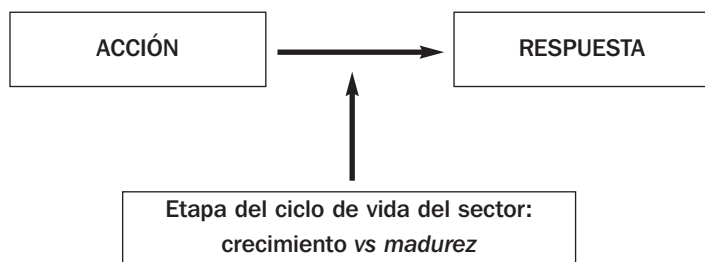 ACCIÓN
RESPUESTA
Etapa del ciclo de vida del sector:
crecimiento vs madurez